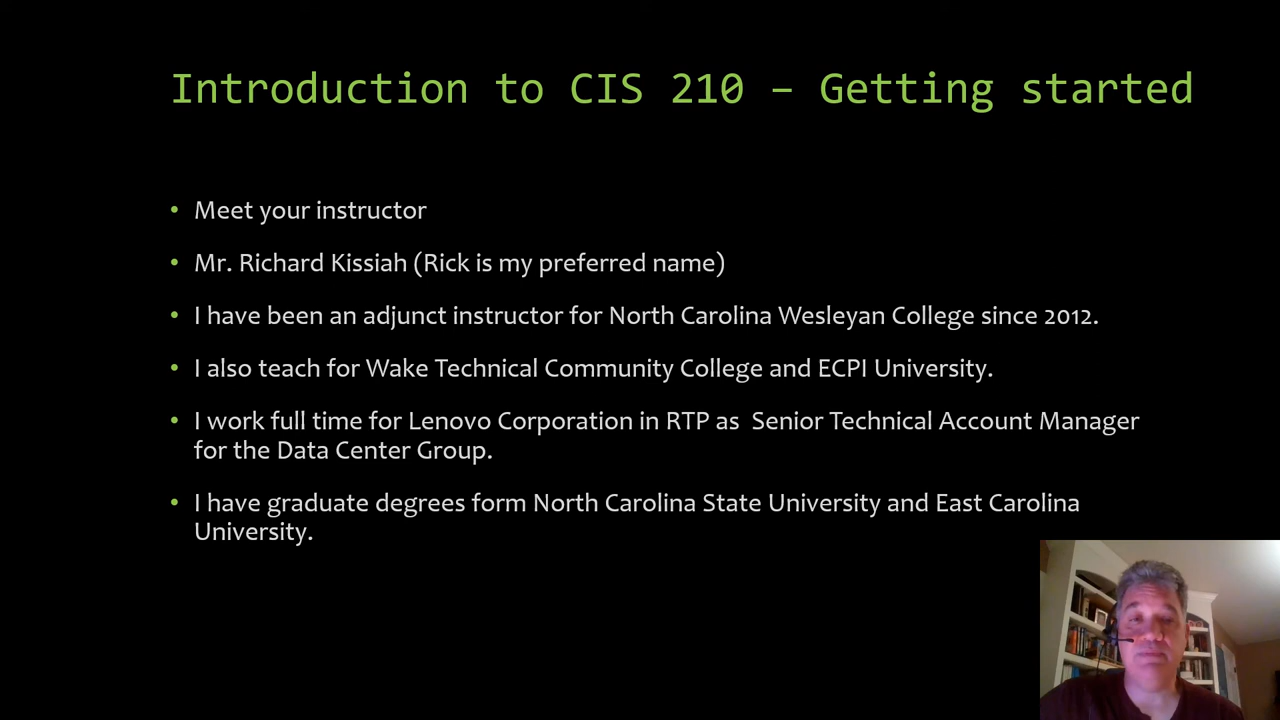 Introduction to CIS 210 – Getting started
• Meet your instructor
• Mr. Richard Kissiah (Rick is my preferred name)
• I have been an adjunct instructor for North Carolina Wesleyan College since 2012.
• I also teach for Wake Technical Community College and ECPI University.
• I work full time for Lenovo Corporation in RTP as  Senior Technical Account Manager
for the Data Center Group.
• I have graduate degrees form North Carolina State University and East Carolina
University.